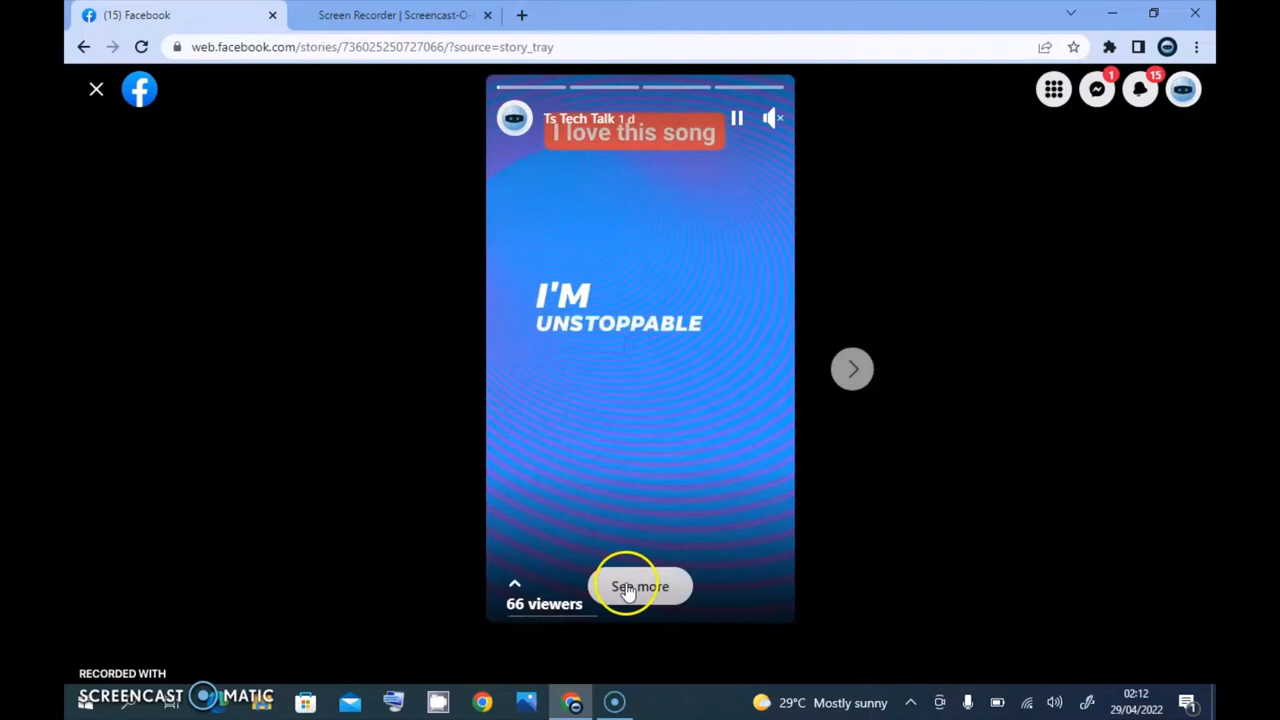 (15) Facebook
Screen Recorder | Screencast-O-
web.facebook.com/stories/736025250727066/?source=story_tray
1
15
Ts Tech Talk 1 d
I love this song
I'M
UNSTOPPABLE
See more
66 viewers
RECORDED WITH
SCREENCAST MATIC
29°C Mostly sunny
02:12
29/04/2022
1